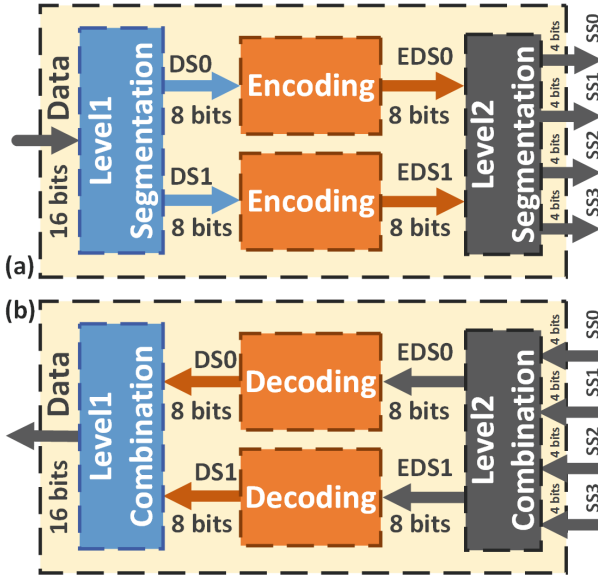 Data
16 bits
Level1
Segmentation
DS0
8 bits
DS1
8 bits
Encoding
Encoding
EDS0
8 bits
EDS1
8 bits
Level2
Segmentation
4 bits
SS0
4 bits
SS1
4 bits
SS2
4 bits
SS3
(a)
(b)
Data
16 bits
Level1
Combination
DS0
8 bits
DS1
8 bits
Decoding
Decoding
EDS0
8 bits
EDS1
8 bits
Level2
Combination
4 bits
SS0
4 bits
SS1
4 bits
SS2
4 bits
SS3